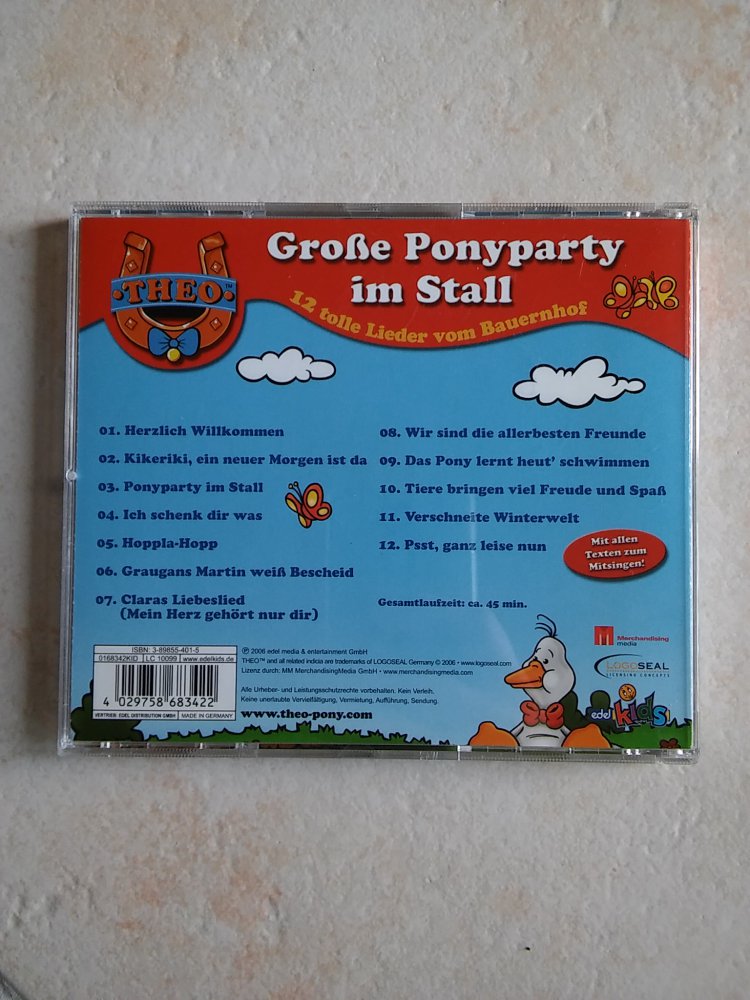 THEO™
Große Ponyparty
im Stall
12 tolle Lieder vom Bauernhof
01. Herzlich Willkommen
02. Kikeriki, ein neuer Morgen ist da
03. Ponyparty im Stall
04. Ich schenk dir was
05. Hoppla-Hopp
06. Graugans Martin weiß Bescheid
07. Claras Liebeslied
(Mein Herz gehört nur dir)
08. Wir sind die allerbesten Freunde
09. Das Pony lernt heut' schwimmen
10. Tiere bringen viel Freude und Spaß
11. Verschneite Winterwelt
12. Psst, ganz leise nun
Mit allen
Texten zum
Mitsingen!
Gesamtlaufzeit: ca. 45 min.
ISBN: 3-89855-401-5
0168342KID LC 10099 www.edelkids.de
4 029758 683422
VERTRIEB: EDEL DISTRIBUTION GMBH MADE IN GERMANY
℗ 2006 edel media & entertainment GmbH
THEO™ and all related indicia are trademarks of LOGOSEAL Germany © 2006 • www.logoseal.com
Lizenz durch: MM MerchandisingMedia GmbH • www.merchandisingmedia.com
Alle Urheber- und Leistungsschutzrechte vorbehalten. Kein Verleih.
Keine unerlaubte Vervielfältigung, Vermietung, Aufführung, Sendung.
www.theo-pony.com
Merchandising
media
LOGOSEAL
LICENSING CONCEPTS
edel kids